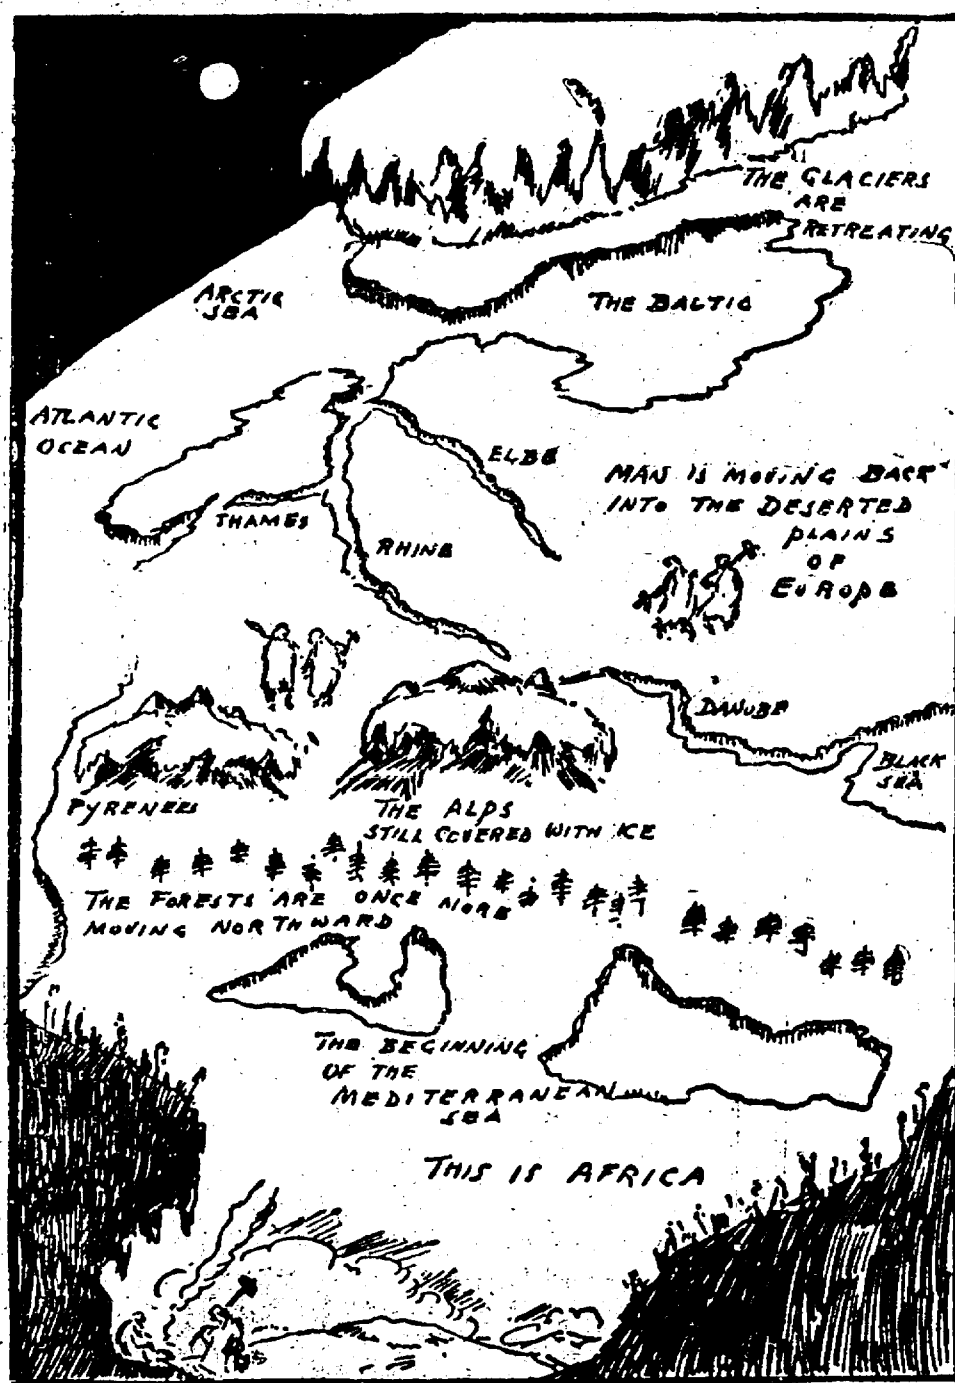 THE GLACIERS
ARE
RETREATING
ARCTIC
SEA
THE BALTIC
ATLANTIC
OCEAN
ELBE
MAN IS MOVING BACK
INTO THE DESERTED
PLAINS
OF
EUROPE
THAMES
RHINE
DANUBE
BLACK
SEA
PYRENEES
THE ALPS
STILL COVERED WITH ICE
THE FORESTS ARE ONCE MORE
MOVING NORTHWARD
THE BEGINNING
OF THE
MEDITERRANEAN
SEA
THIS IS AFRICA